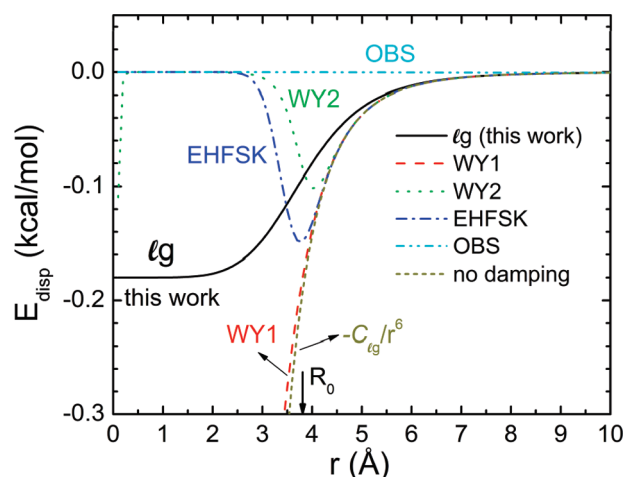 OBS
0.0
WY2
ℓg (this work)
WY1
WY2
EHFSK
OBS
no damping
EHFSK
-0.1
E_disp (kcal/mol)
ℓg
this work
-0.2
WY1
-C_ℓg/r^6
R_0
-0.3
0 1 2 3 4 5 6 7 8 9 10
r (Å)